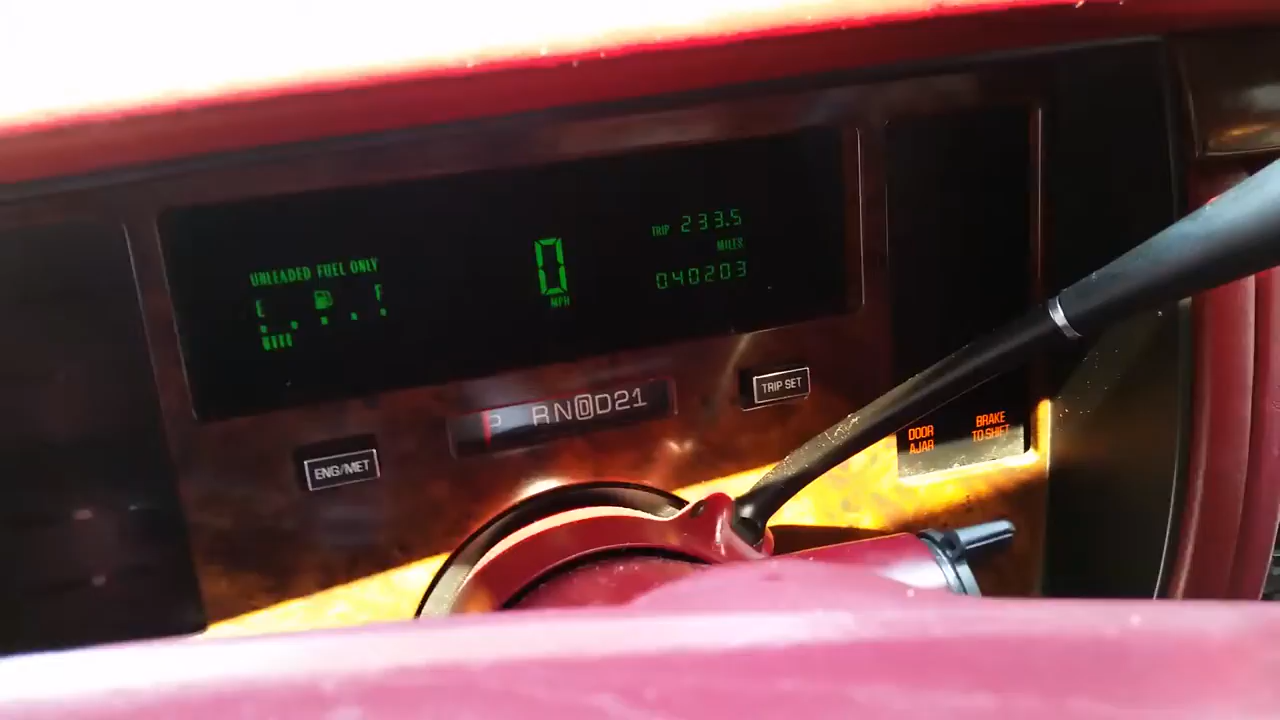 UNLEADED FUEL ONLY
E F
0
MPH
TRIP 233.5
MILES
040203
P RN D D21
TRIP SET
ENG/MET
DOOR
AJAR
BRAKE
TO SHIFT